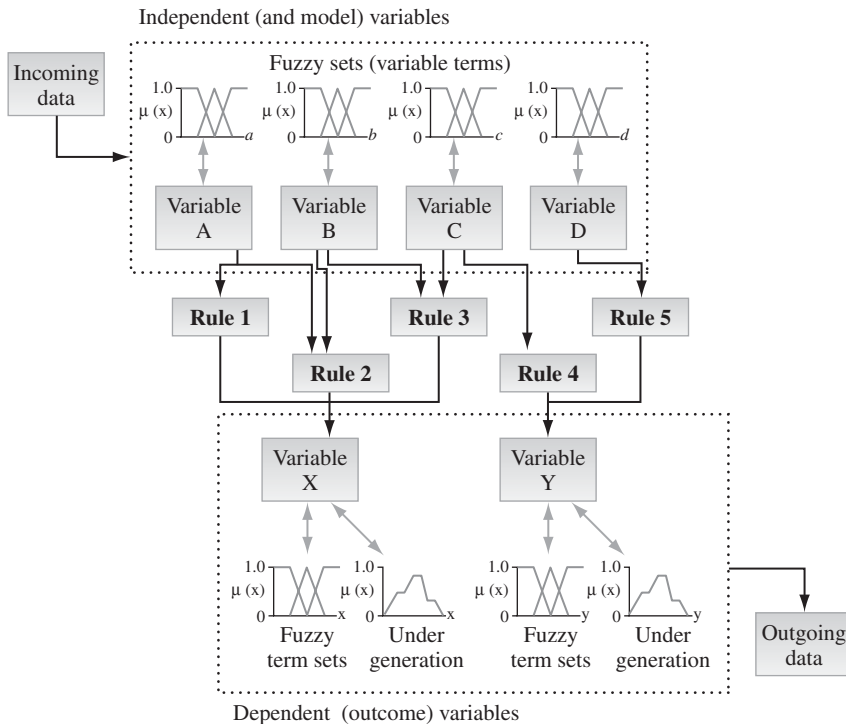 Independent (and model) variables
Incoming
data
Fuzzy sets (variable terms)
1.0
μ (x)
0
a
1.0
μ (x)
0
b
1.0
μ (x)
0
c
1.0
μ (x)
0
d
Variable
A
Variable
B
Variable
C
Variable
D
Rule 1
Rule 3
Rule 5
Rule 2
Rule 4
Variable
X
Variable
Y
1.0
μ (x)
0
x
Fuzzy
term sets
1.0
μ (x)
0
x
Under
generation
1.0
μ (x)
0
y
Fuzzy
term sets
1.0
μ (x)
0
y
Under
generation
Outgoing
data
Dependent (outcome) variables